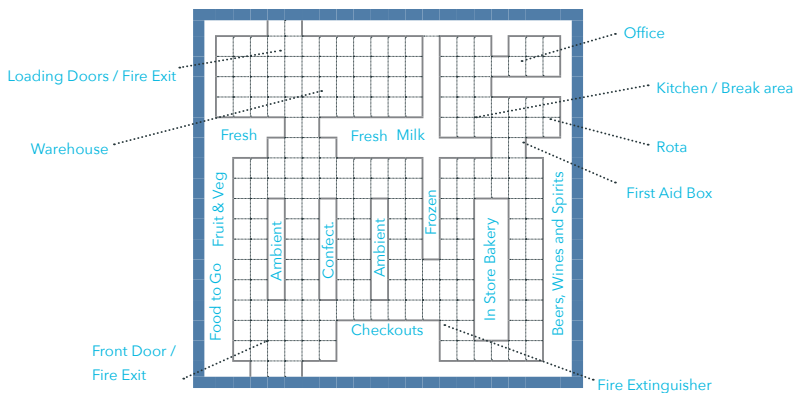 Office
Loading Doors / Fire Exit
Kitchen / Break area
Fresh
Fresh Milk
Warehouse
Rota
First Aid Box
Fruit & Veg
Frozen
Beers, Wines and Spirits
Ambient
Confect.
Ambient
In Store Bakery
Food to Go
Checkouts
Front Door /
Fire Exit
Fire Extinguisher